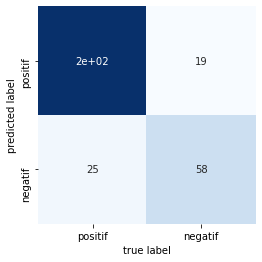 predicted label
positif
2e+02 19
negatif
25 58
positif negatif
true label